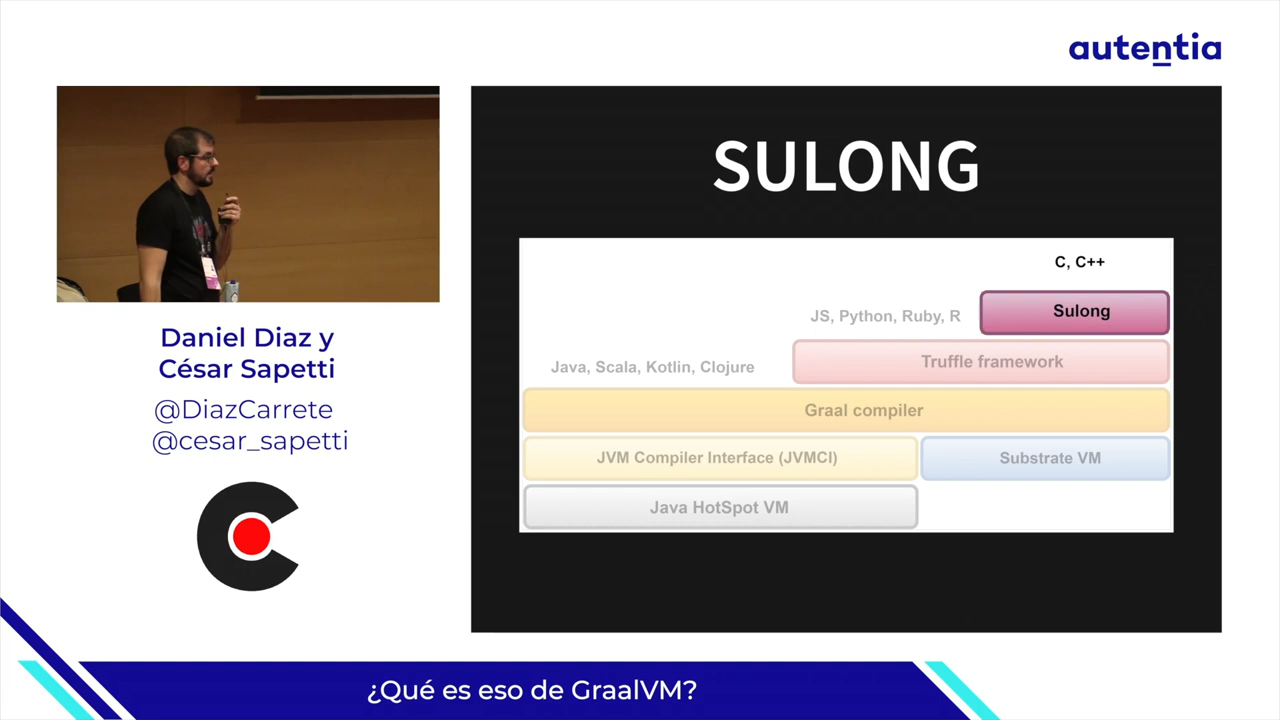 autentia
SULONG
C, C++
JS, Python, Ruby, R
Sulong
Java, Scala, Kotlin, Clojure
Truffle framework
Graal compiler
JVM Compiler Interface (JVMCI)
Substrate VM
Java HotSpot VM
Daniel Diaz y
César Sapetti
@DiazCarrete
@cesar_sapetti
¿Qué es eso de GraalVM?